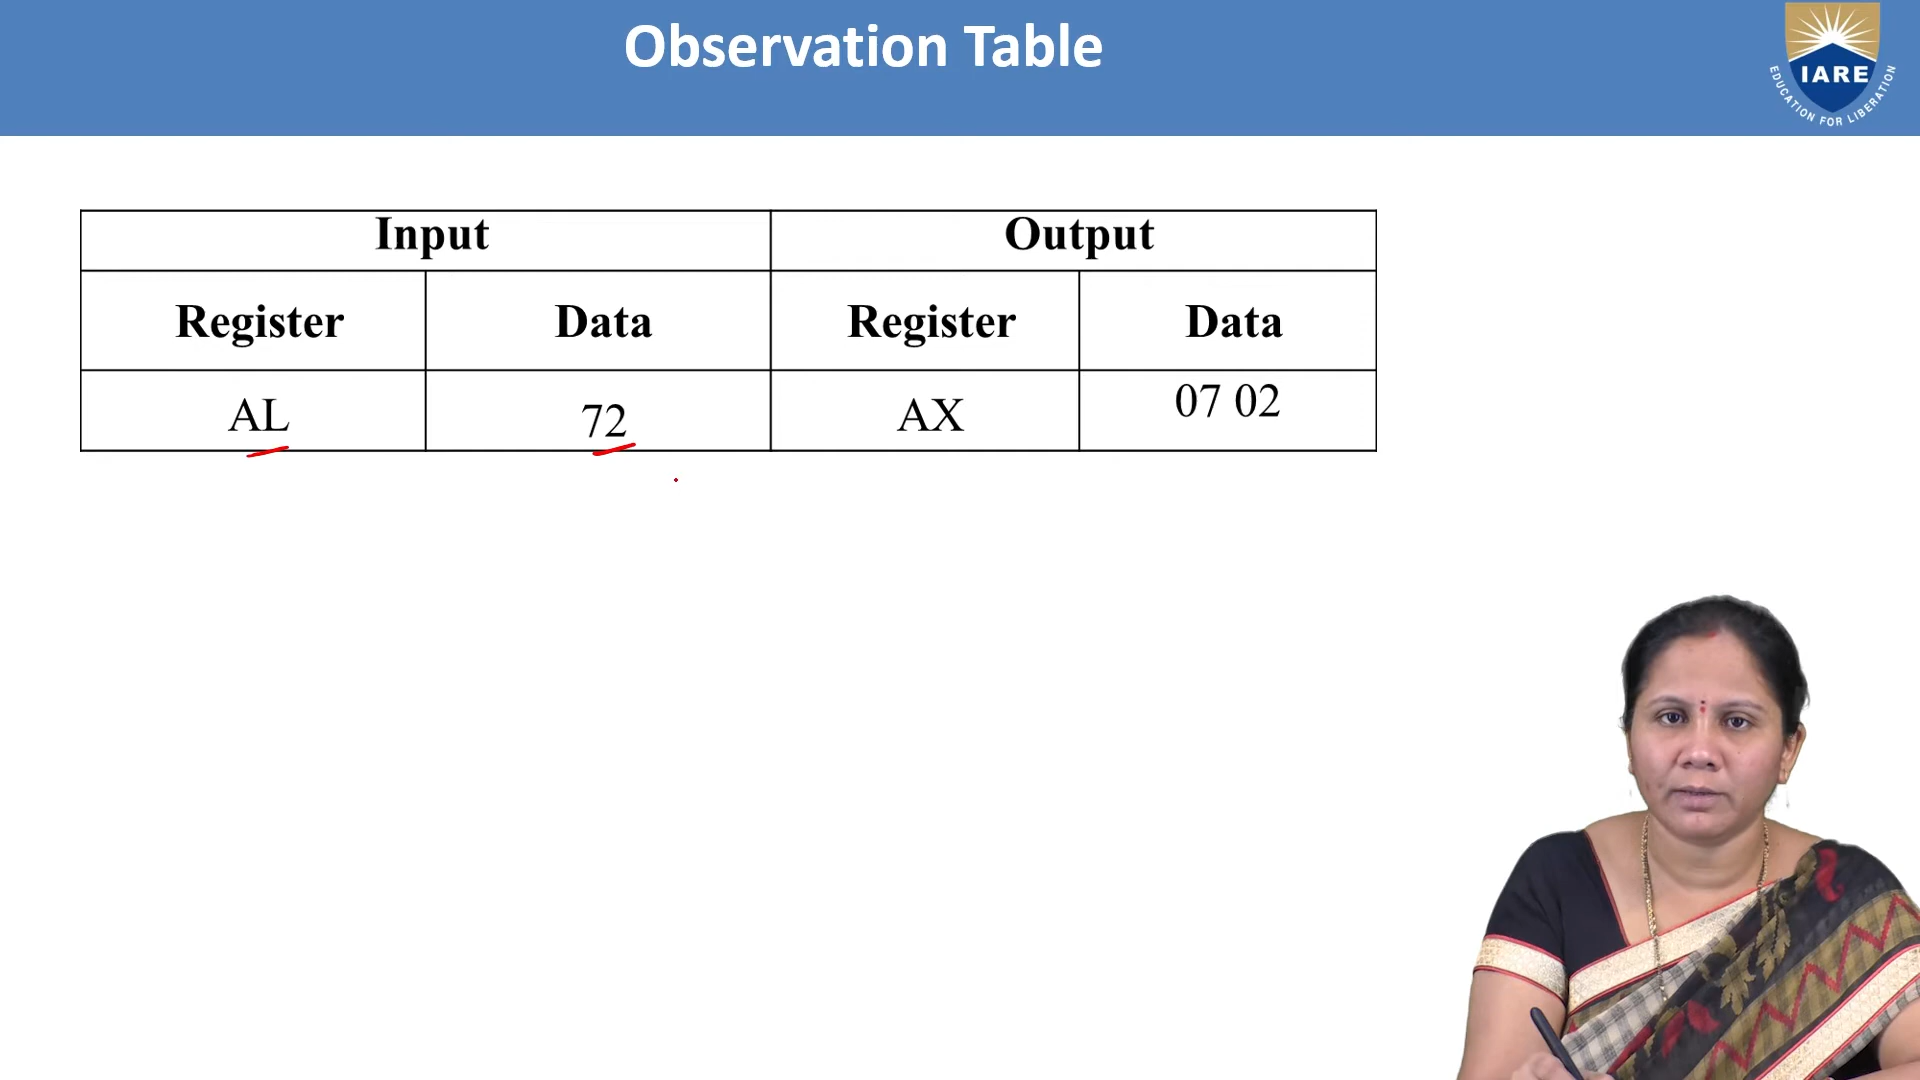 Observation Table
IARE
EDUCATION FOR LIBERATION
Input Output
Register Data Register Data
AL 72 AX 07 02